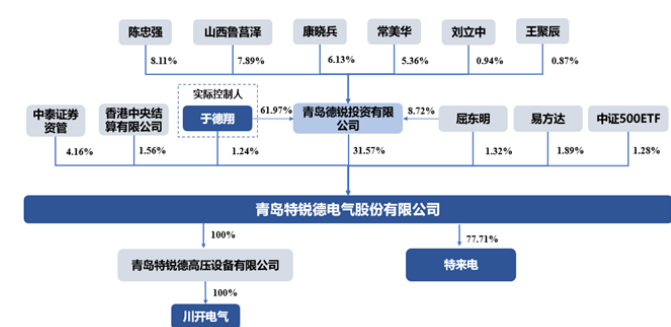 陈忠强
山西鲁菖泽
康晓兵
常美华
刘立中
王聚辰
8.11%
7.89%
6.13%
5.36%
0.94%
0.87%
实际控制人
中泰证券
资管
香港中央结
算有限公司
于德翔
61.97%
青岛德锐投资有限
公司
8.72%
屈东明
易方达
中证500ETF
4.16%
1.56%
1.24%
31.57%
1.32%
1.89%
1.28%
青岛特锐德电气股份有限公司
100%
77.71%
青岛特锐德高压设备有限公司
特来电
100%
川开电气